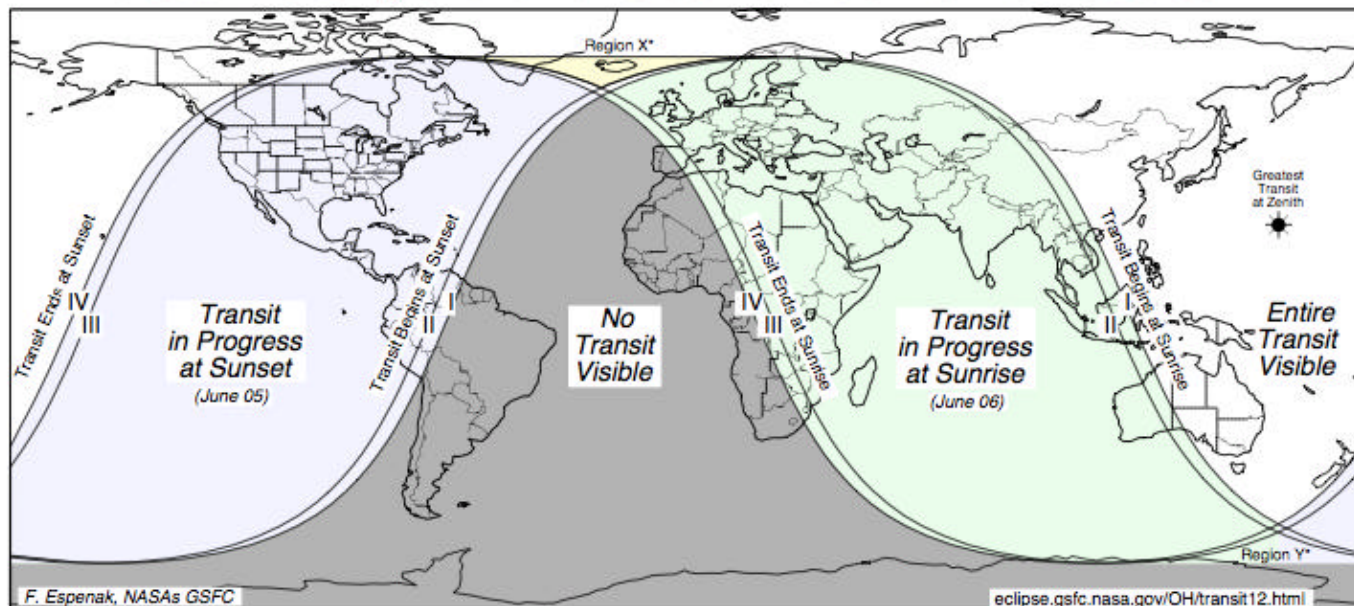 Region X*
Greatest
Transit
at Zenith
Transit Ends at Sunset
IV
III
Transit
in Progress
at Sunset
(June 05)
Transit Begins at Sunset
I
II
No
Transit
Visible
Transit Ends at Sunrise
IV
III
Transit
in Progress
at Sunrise
(June 06)
Transit Begins at Sunrise
I
II
Entire
Transit
Visible
Region Y*
F. Espenak, NASAs GSFC
eclipse.gsfc.nasa.gov/OH/transit12.html